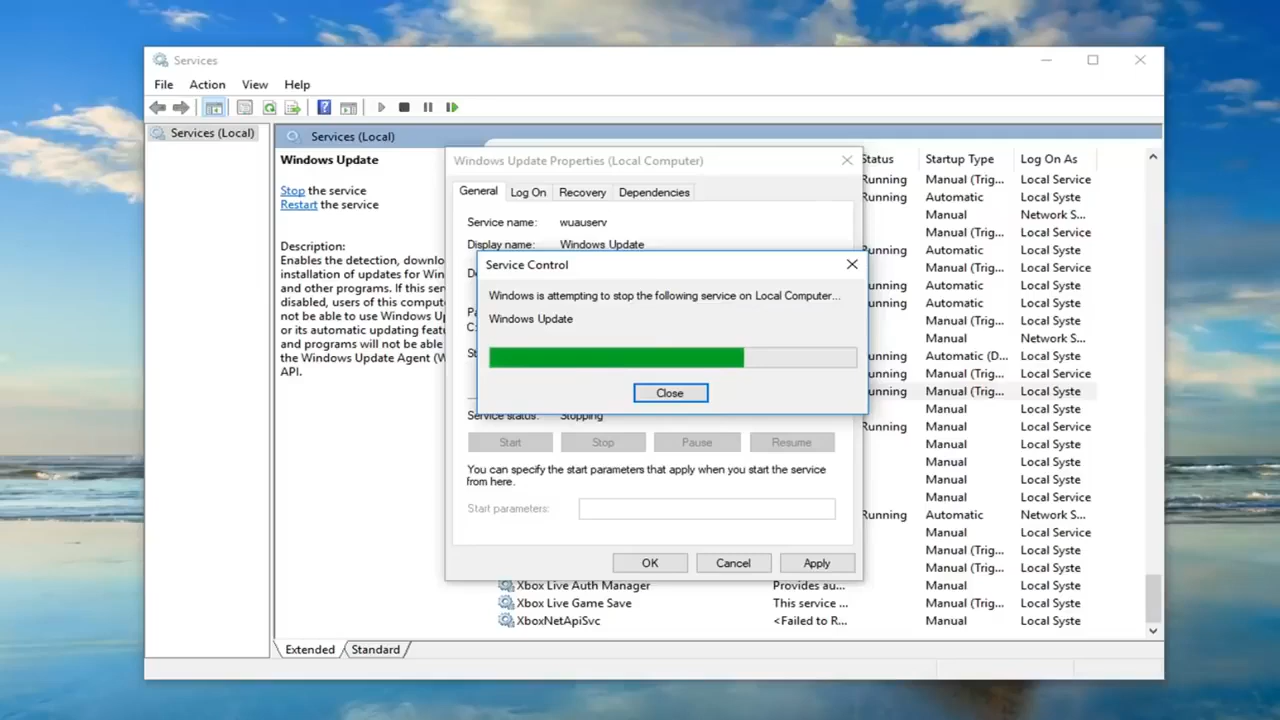 Services
File Action View Help
Services (Local)
Services (Local)
Windows Update
Stop the service
Restart the service
Description:
Enables the detection, downlo
installation of updates for Win
and other programs. If this ser
disabled, users of this compute
not be able to use Windows Up
or its automatic updating featu
and programs will not be able
the Windows Update Agent (W
API.
Windows Update Properties (Local Computer)
General Log On Recovery Dependencies
Service name: wuauserv
Display name: Windows Update
Service Control
Windows is attempting to stop the following service on Local Computer...
Windows Update
Close
Service status: Stopping
Start Stop Pause Resume
You can specify the start parameters that apply when you start the service
from here.
Start parameters:
OK Cancel Apply
Status Startup Type Log On As
Running Manual (Trig... Local Service
Running Automatic Local Syste
Manual Network S...
Running Manual (Trig... Local Service
Running Automatic Local Syste
Manual (Trig... Local Service
Running Automatic Local Syste
Running Automatic Local Syste
Manual (Trig... Local Syste
Manual Network S...
Running Automatic (D... Local Syste
Running Manual (Trig... Local Service
Running Manual (Trig... Local Syste
Manual Local Syste
Running Manual Local Service
Manual Local Syste
Manual Local Syste
Manual Local Syste
Manual Local Service
Running Automatic Network S...
Manual Local Service
Manual (Trig... Local Syste
Manual (Trig... Local Syste
Xbox Live Auth Manager Provides au... Manual Local Syste
Xbox Live Game Save This service ... Manual (Trig... Local Syste
XboxNetApiSvc <Failed to R... Manual Local Syste
Extended Standard